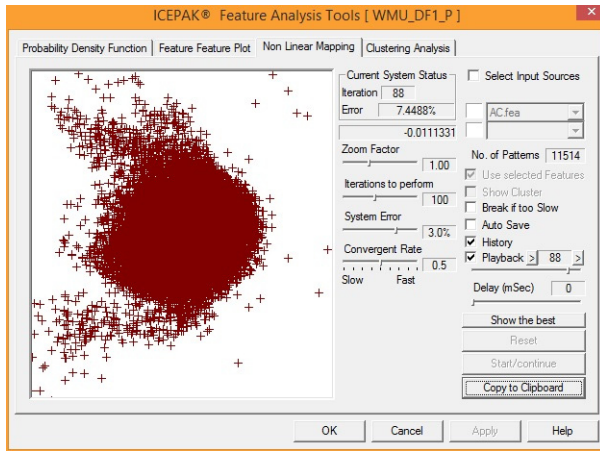 ICEPAK® Feature Analysis Tools [ WMU_DF1_P ]
Probability Density Function
Feature Feature Plot
Non Linear Mapping
Clustering Analysis
Current System Status
Iteration 88
Error 7.4488%
-0.0111331
Zoom Factor
1.00
Iterations to perform
100
System Error
3.0%
Convergent Rate
0.5
Slow Fast
Select Input Sources
AC.fea
No. of Patterns 11514
Use selected Features
Show Cluster
Break if too Slow
Auto Save
History
Playback > 88 >
Delay (mSec) 0
Show the best
Reset
Start/continue
Copy to Clipboard
OK
Cancel
Apply
Help